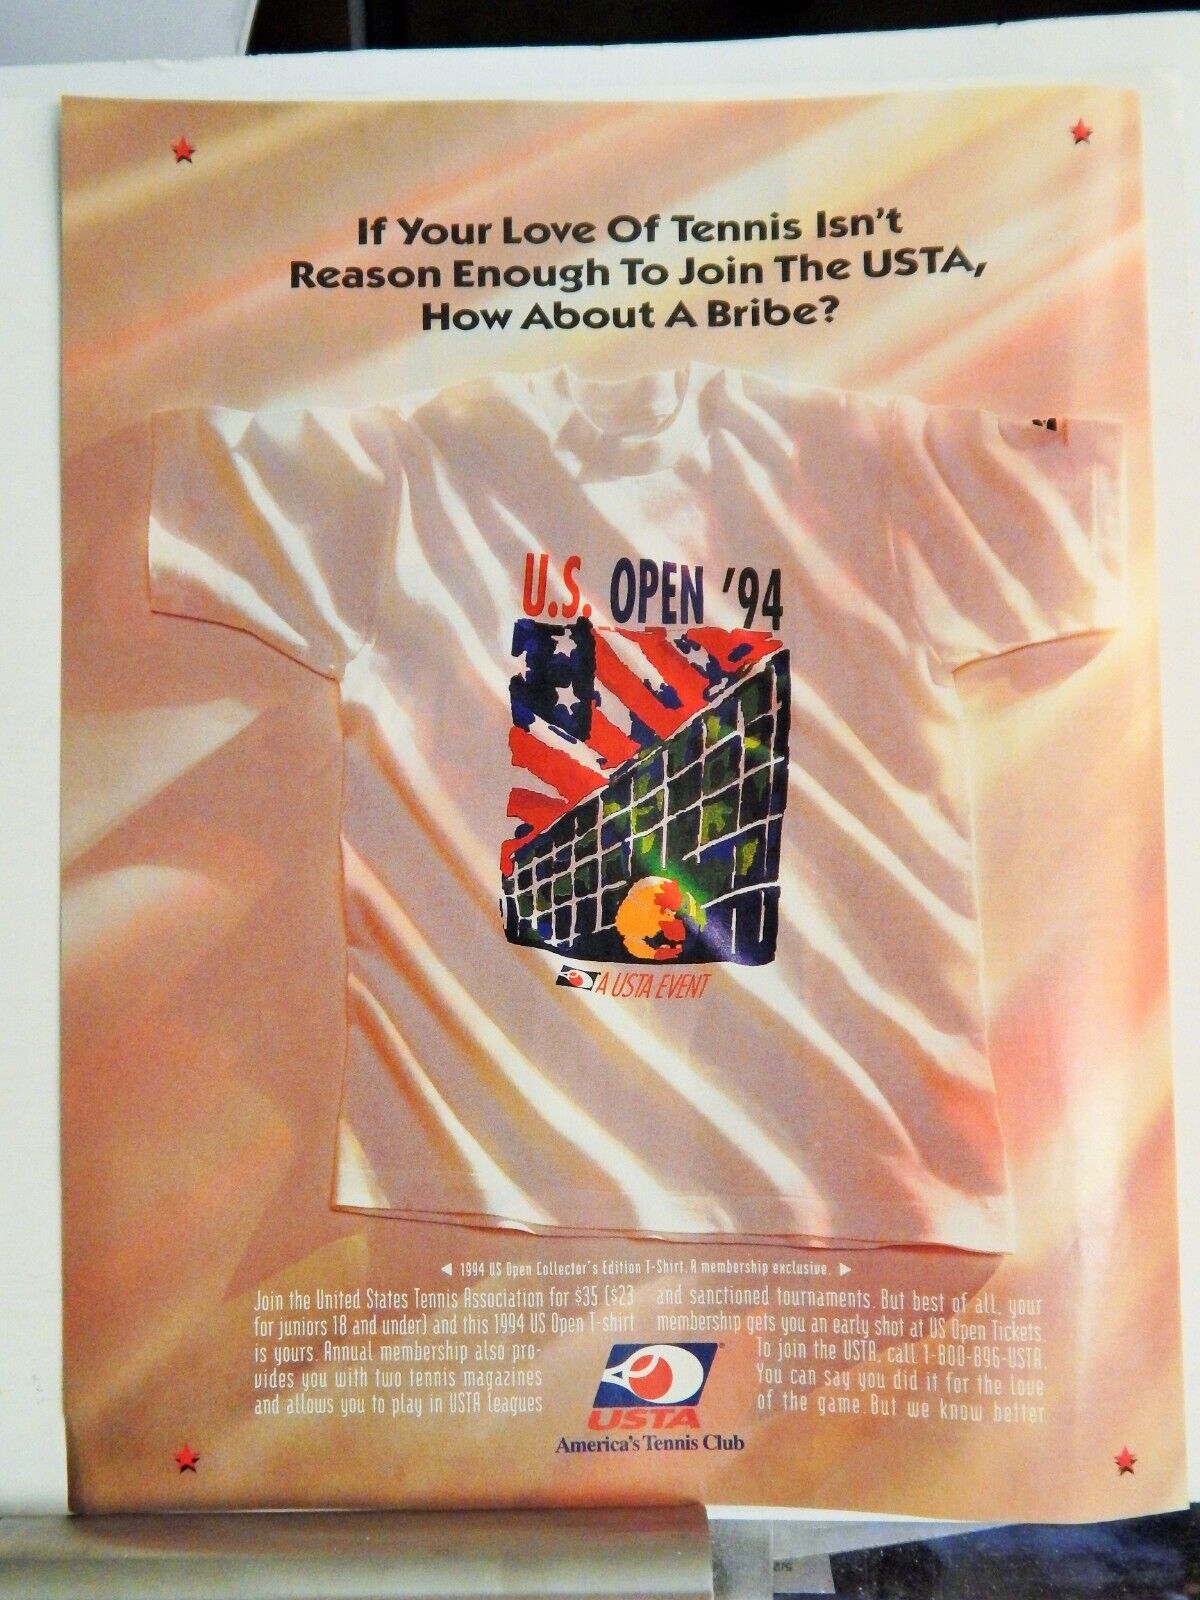 If Your Love Of Tennis Isn't
Reason Enough To Join The USTA,
How About A Bribe?
U.S. OPEN '94
A USTA EVENT
◀ 1994 US Open Collector's Edition T-Shirt. A membership exclusive. ▶
Join the United States Tennis Association for $35 ($23
for juniors 18 and under) and this 1994 US Open T-shirt
is yours. Annual membership also pro-
vides you with two tennis magazines
and allows you to play in USTA leagues
and sanctioned tournaments. But best of all, your
membership gets you an early shot at US Open Tickets.
To join the USTA, call 1-800-896-USTA.
You can say you did it for the love
of the game. But we know better.
USTA
America's Tennis Club